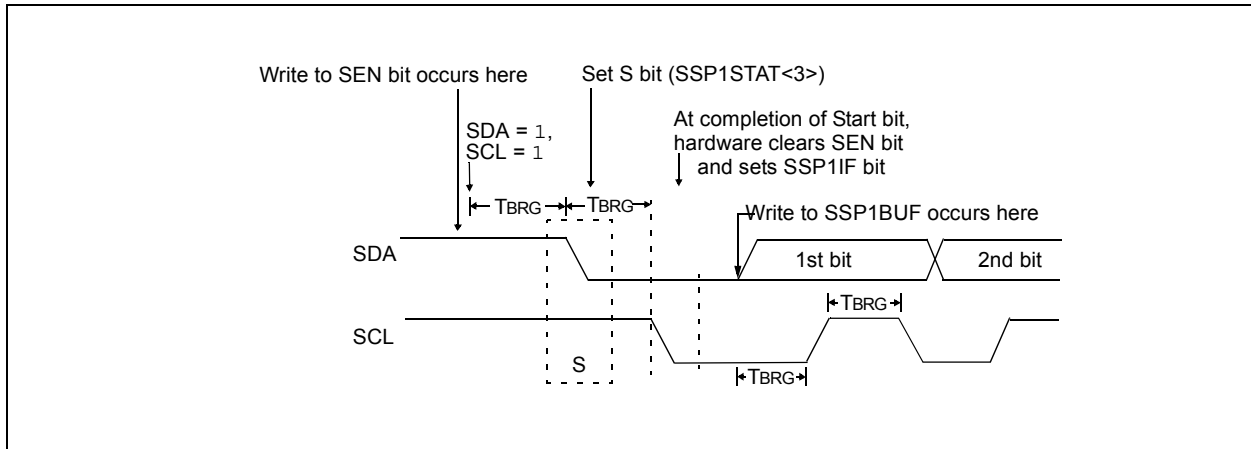 Write to SEN bit occurs here
Set S bit (SSP1STAT<3>)
SDA = 1,
SCL = 1
At completion of Start bit,
hardware clears SEN bit
and sets SSP1IF bit
TBRG
TBRG
Write to SSP1BUF occurs here
SDA
1st bit
2nd bit
TBRG
SCL
S
TBRG